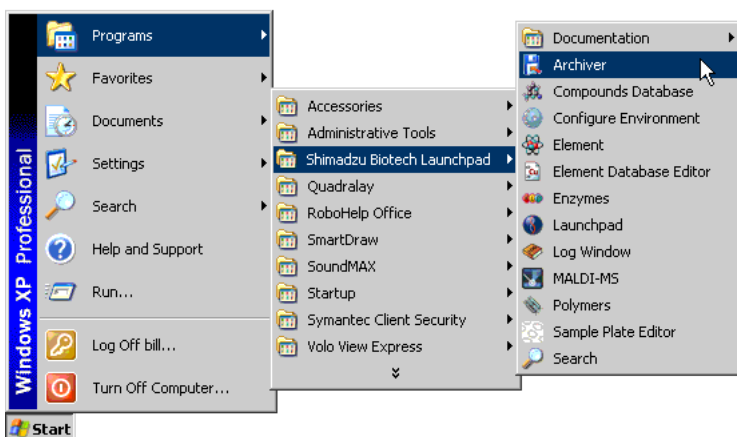 Windows XP Professional
Programs
Favorites
Documents
Settings
Search
Help and Support
Run...
Log Off bill...
Turn Off Computer...
Start
Accessories
Administrative Tools
Shimadzu Biotech Launchpad
Quadralay
RoboHelp Office
SmartDraw
SoundMAX
Startup
Symantec Client Security
Volo View Express
Documentation
Archiver
Compounds Database
Configure Environment
Element
Element Database Editor
Enzymes
Launchpad
Log Window
MALDI-MS
Polymers
Sample Plate Editor
Search